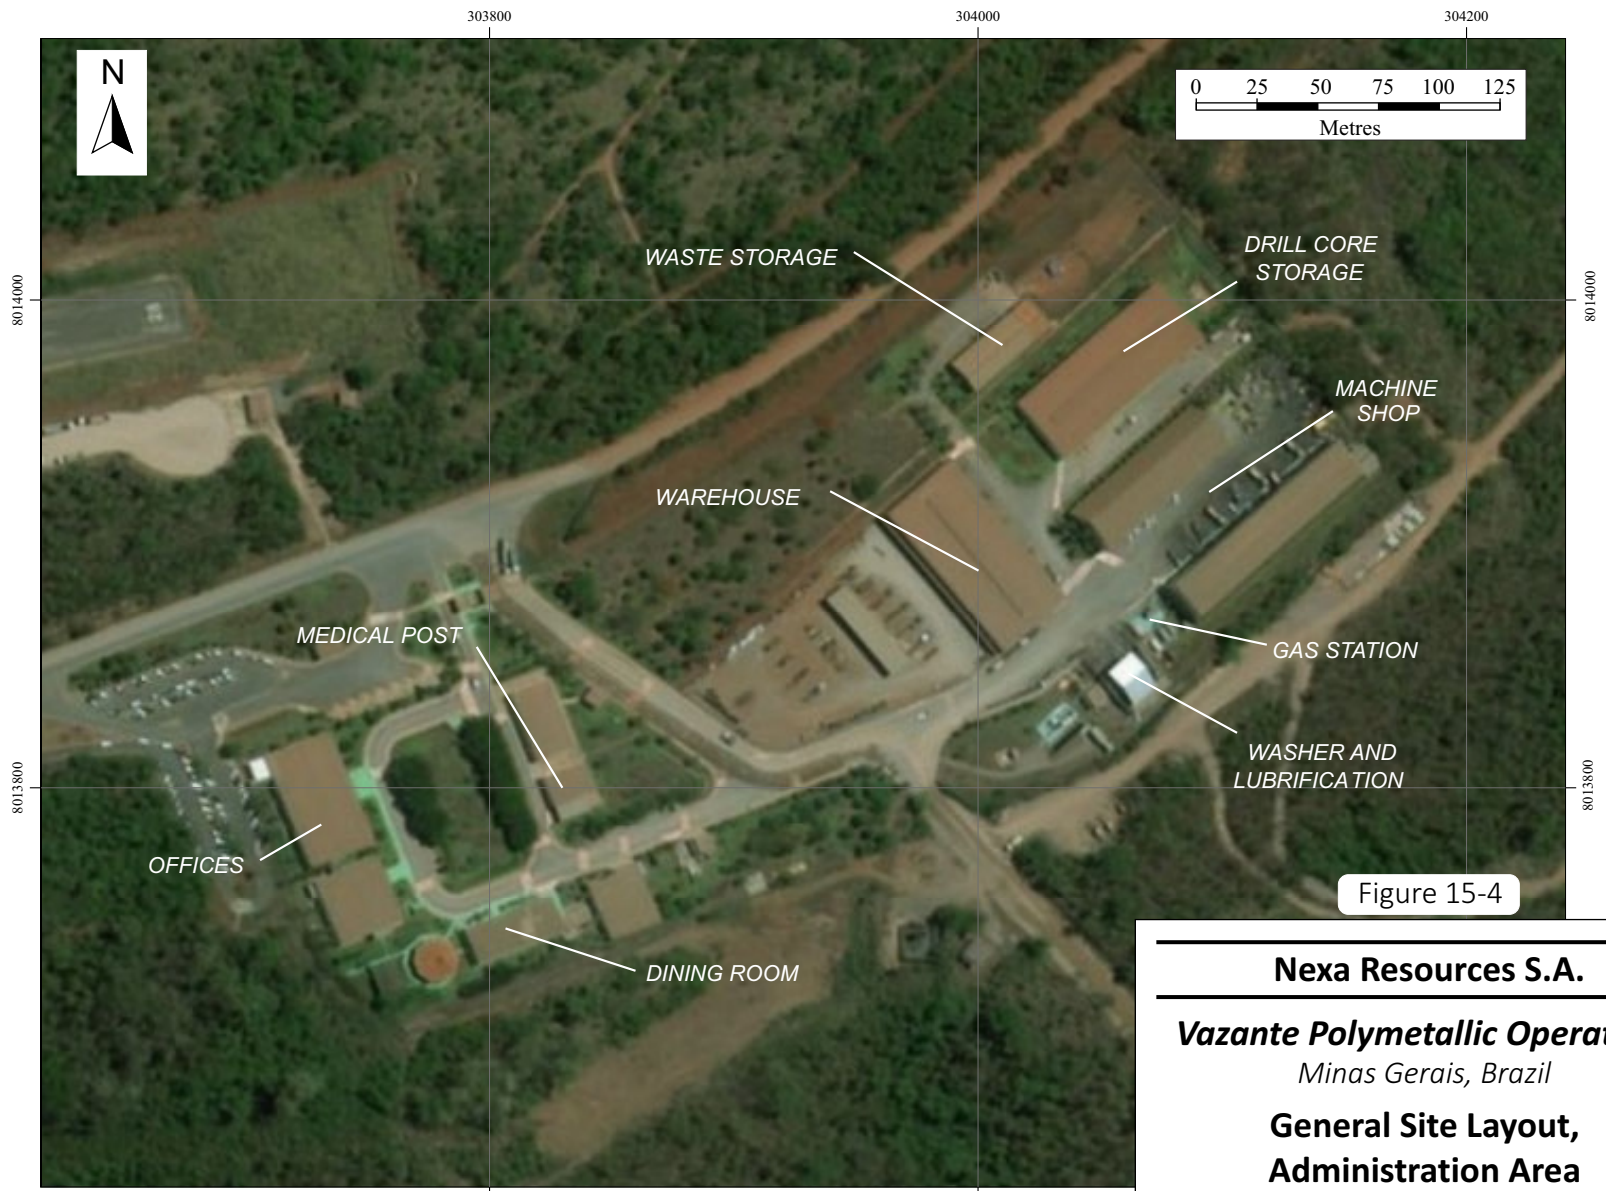 303800
304000
304200
N
0 25 50 75 100 125
Metres
WASTE STORAGE
DRILL CORE
STORAGE
8014000
8014000
MACHINE
SHOP
WAREHOUSE
MEDICAL POST
GAS STATION
WASHER AND
LUBRIFICATION
8013800
8013800
OFFICES
DINING ROOM
Figure 15-4
Nexa Resources S.A.
Vazante Polymetallic
Minas Gerais, Brazil
General Site Layout,
Administration Area